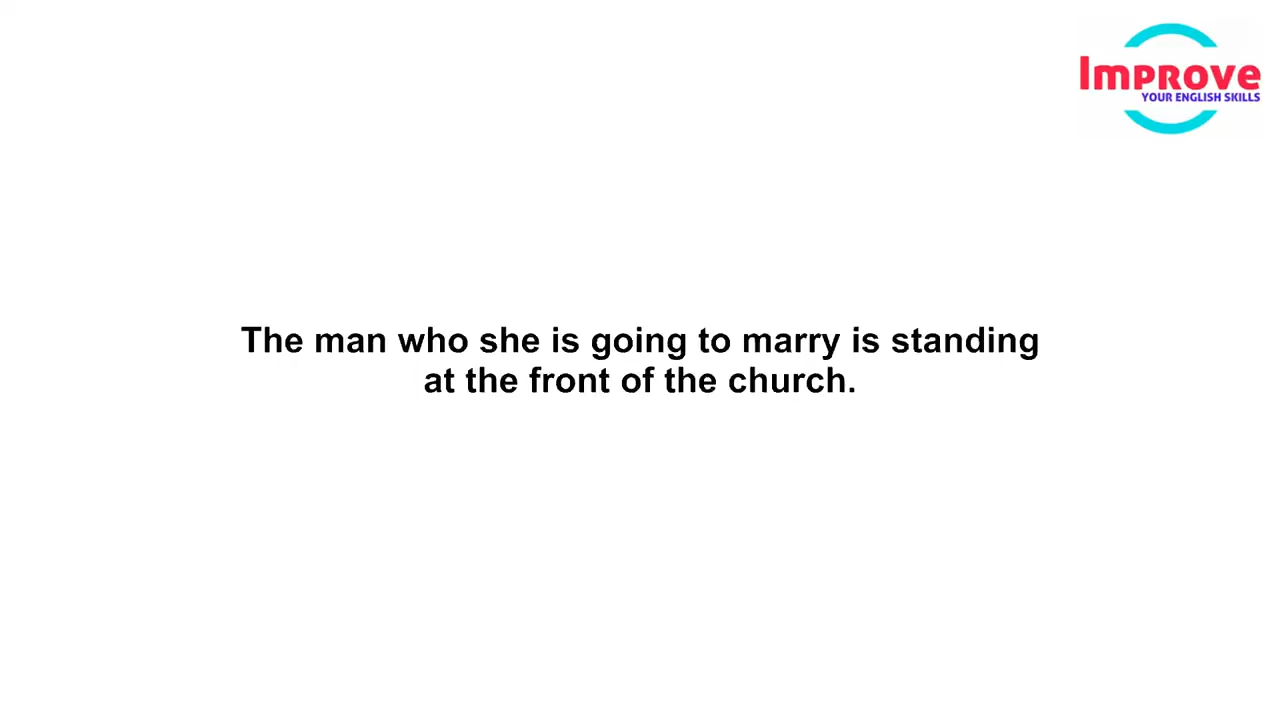 Improve
YOUR ENGLISH SKILLS
The man who she is going to marry is standing
at the front of the church.